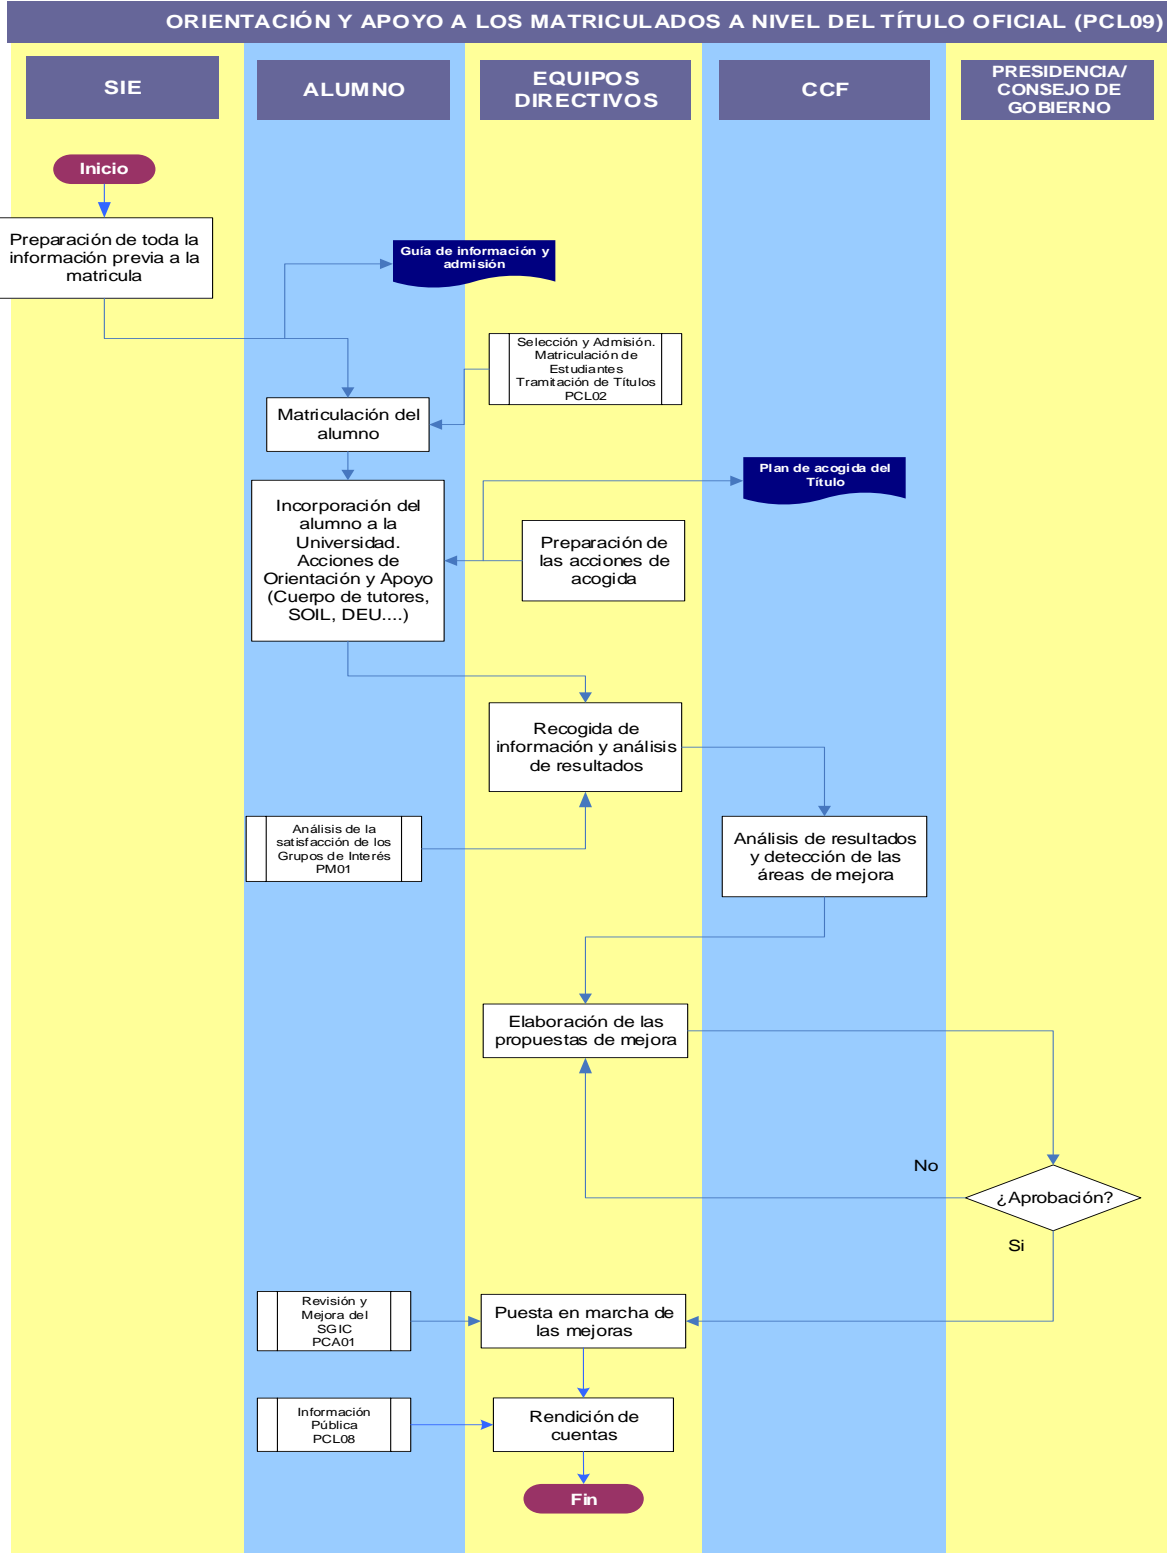 ORIENTACIÓN Y APOYO A LOS MATRICULADOS A NIVEL DEL TÍTULO OFICIAL (PCL09)
SIE
ALUMNO
EQUIPOS
DIRECTIVOS
CCF
PRESIDENCIA/
CONSEJO DE
GOBIERNO
Inicio
Preparación de toda la
información previa a la
matricula
Guía de información y
admisión
Selección y Admisión.
Matriculación de
Estudiantes
Tramitación de Títulos
PCL02
Matriculación del
alumno
Plan de acogida del
Título
Incorporación del
alumno a la
Universidad.
Acciones de
Orientación y Apoyo
(Cuerpo de tutores,
SOIL, DEU....)
Preparación de
las acciones de
acogida
Recogida de
información y análisis
de resultados
Análisis de la
satisfacción de los
Grupos de Interés
PM01
Análisis de resultados
y detección de las
áreas de mejora
Elaboración de las
propuestas de mejora
No
¿Aprobación?
Si
Revisión y
Mejora del
SGIC
PCA01
Puesta en marcha de
las mejoras
Información
Pública
PCL08
Rendición de
cuentas
Fin